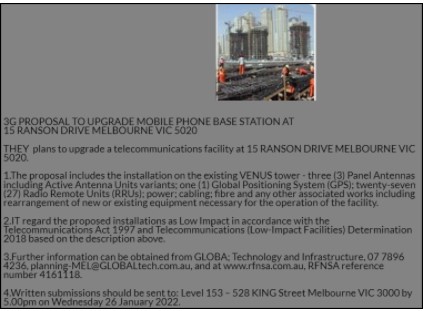 3G PROPOSAL TO UPGRADE MOBILE PHONE BASE STATION AT
15 RANSON DRIVE MELBOURNE VIC 5020
THEY plans to upgrade a telecommunications facility at 15 RANSON DRIVE MELBOURNE VIC
5020.
1.The proposal includes the installation on the existing VENUS tower - three (3) Panel Antennas
including Active Antenna Units variants; one (1) Global Positioning System (GPS); twenty-seven
(27) Radio Remote Units (RRUs); power; cabling; fibre and any other associated works including
rearrangement of new or existing equipment necessary for the operation of the facility.
2.IT regard the proposed installations as Low Impact in accordance with the
Telecommunications Act 1997 and Telecommunications (Low-Impact Facilities) Determination
2018 based on the description above.
3.Further information can be obtained from GLOBA; Technology and Infrastructure, 07 7896
4236, planning-MEL@GLOBALtech.com.au, and at www.rfnsa.com.au, RFNSA reference
number 4161118.
4.Written submissions should be sent to: Level 153 – 528 KING Street Melbourne VIC 3000 by
5.00pm on Wednesday 26 January 2022.